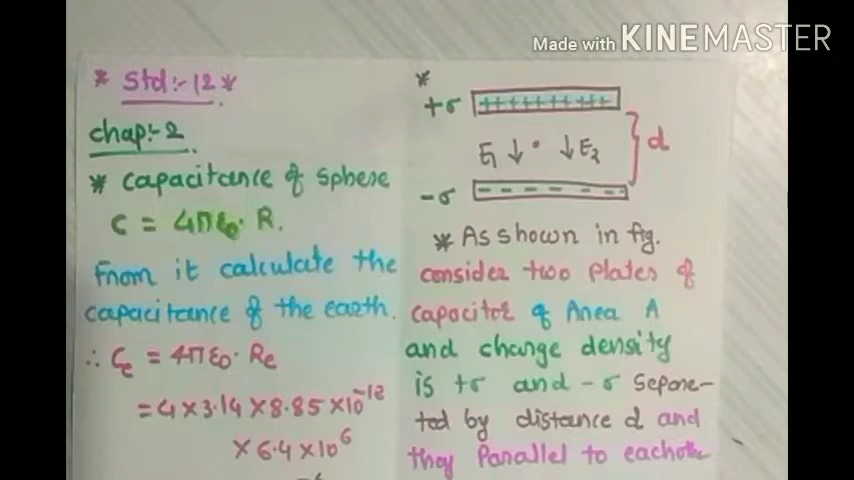 Made with KINEMASTER
* Std:- 12 *
chap:- 2
* capacitance of sphere
C = 4πε₀· R.
From it calculate the
capacitance of the earth.
∴ Cₑ = 4πε₀· Re
= 4 × 3.14 × 8.85 × 10⁻¹²
× 6.4 × 10⁶
*
+σ +++++++++
E₁ ↓ · ↓ E₂ d
-σ - - - - - - -
* As shown in fig.
consider two plates of
capacitor of Area A
and charge density
is +σ and -σ Separe-
ted by distance d and
they Parallel to eachother